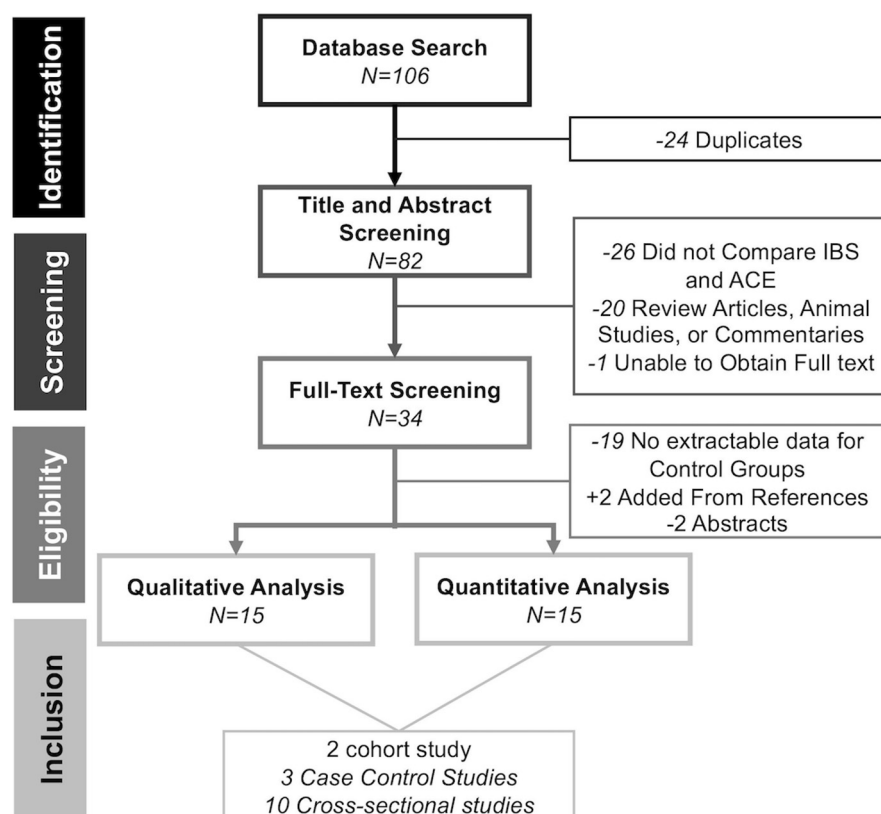 Identification
Database Search
N=106
-24 Duplicates
Title and Abstract
Screening
N=82
Screening
-26 Did not Compare IBS
and ACE
-20 Review Articles, Animal
Studies, or Commentaries
-1 Unable to Obtain Full text
Full-Text Screening
N=34
Eligibility
-19 No extractable data for
Control Groups
+2 Added From References
-2 Abstracts
Qualitative Analysis
N=15
Quantitative Analysis
N=15
Inclusion
2 cohort study
3 Case Control Studies
10 Cross-sectional studies